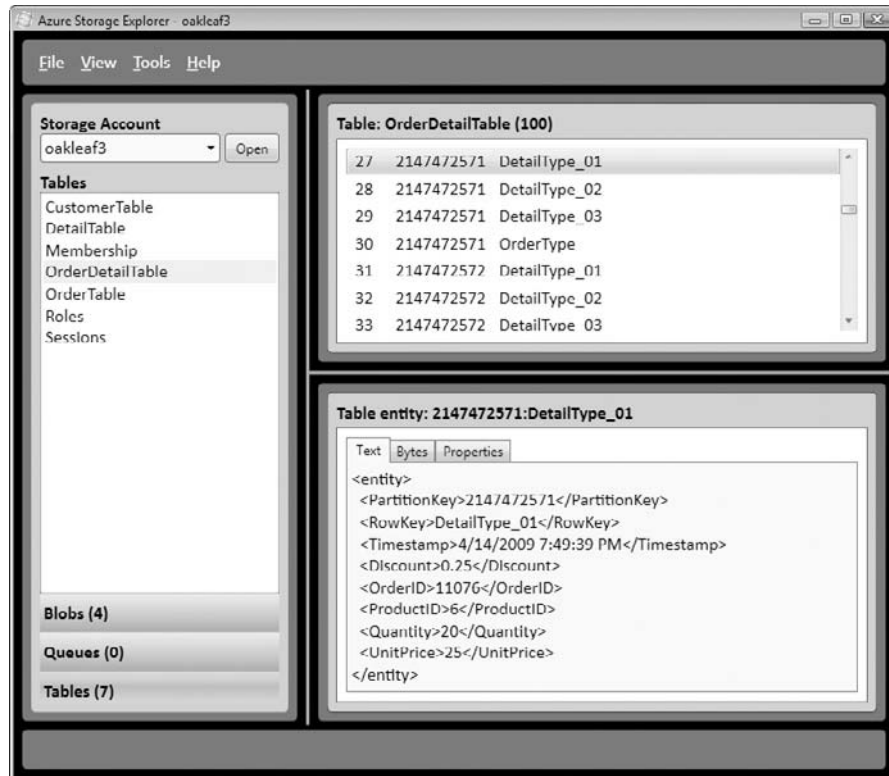 Azure Storage Explorer - oakleaf3
File View Tools Help
Storage Account
oakleaf3
Open
Tables
CustomerTable
DetailTable
Membership
OrderDetailTable
OrderTable
Roles
Sessions
Blobs (4)
Queues (0)
Tables (7)
Table: OrderDetailTable (100)
27 2147472571 DetailType_01
28 2147472571 DetailType_02
29 2147472571 DetailType_03
30 2147472571 OrderType
31 2147472572 DetailType_01
32 2147472572 DetailType_02
33 2147472572 DetailType_03
Table entity: 2147472571:DetailType_01
Text Bytes Properties
<entity>
<PartitionKey>2147472571</PartitionKey>
<RowKey>DetailType_01</RowKey>
<Timestamp>4/14/2009 7:49:39 PM</Timestamp>
<Discount>0.25</Discount>
<OrderID>11076</OrderID>
<ProductID>6</ProductID>
<Quantity>20</Quantity>
<UnitPrice>25</UnitPrice>
</entity>